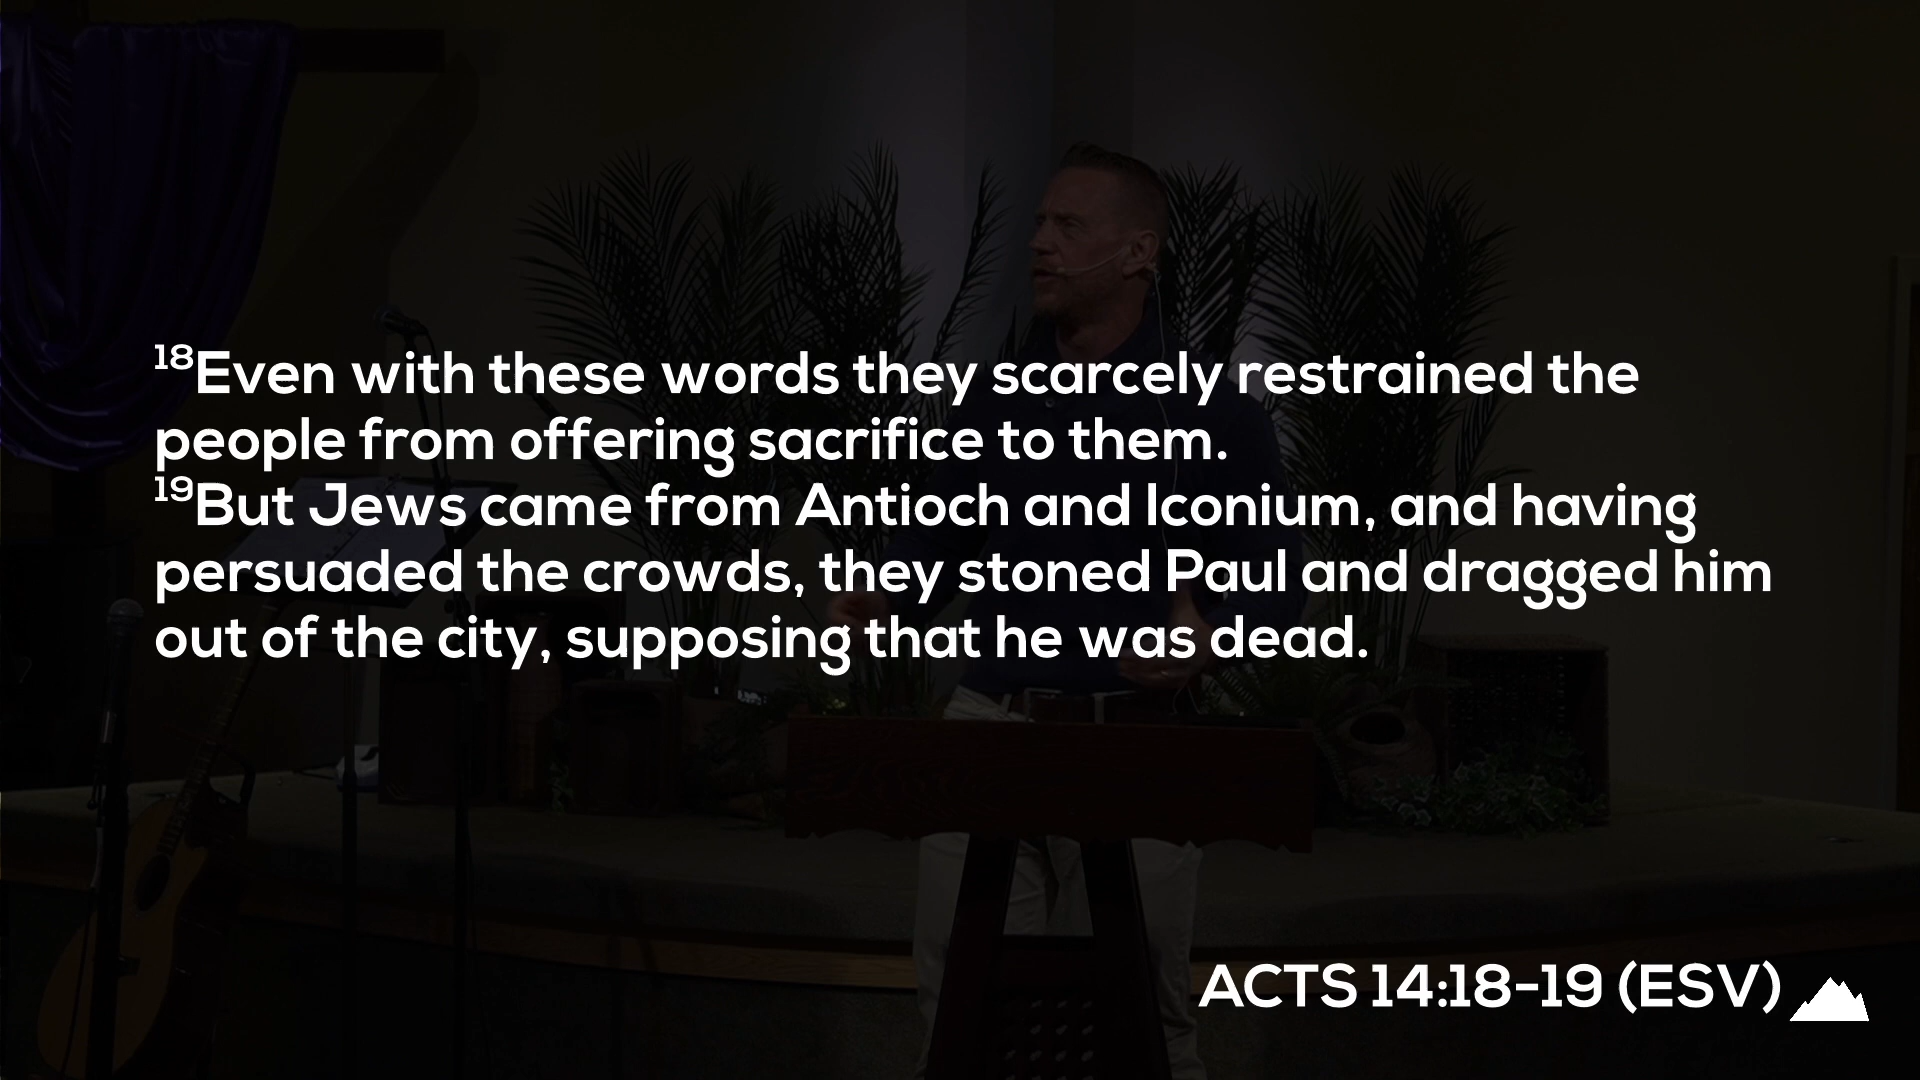 18Even with these words they scarcely restrained the
people from offering sacrifice to them.
19But Jews came from Antioch and Iconium, and having
persuaded the crowds, they stoned Paul and dragged him
out of the city, supposing that he was dead.
ACTS 14:18-19 (ESV)